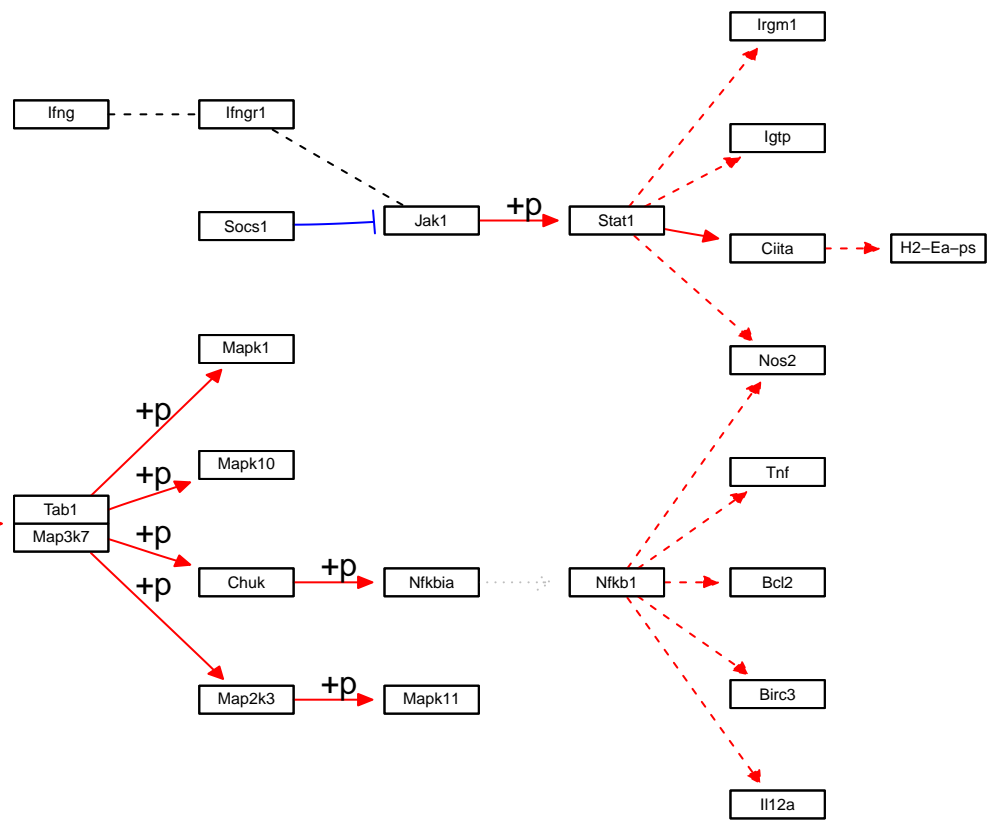 Irgm1
Ifng
Ifngr1
Igtp
Socs1
Jak1
+p
Stat1
Ciita
H2−Ea−ps
Mapk1
Nos2
+p
Mapk10
+p
Tnf
Tab1
Map3k7
+p
+p
Chuk
+p
Nfkbia
Nfkb1
Bcl2
Map2k3
+p
Mapk11
Birc3
Il12a